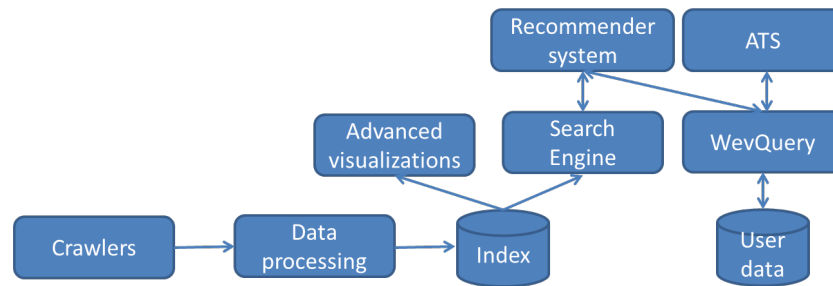 Recommender
system
ATS
Advanced
visualizations
Search
Engine
WevQuery
Crawlers
Data
processing
Index
User
data